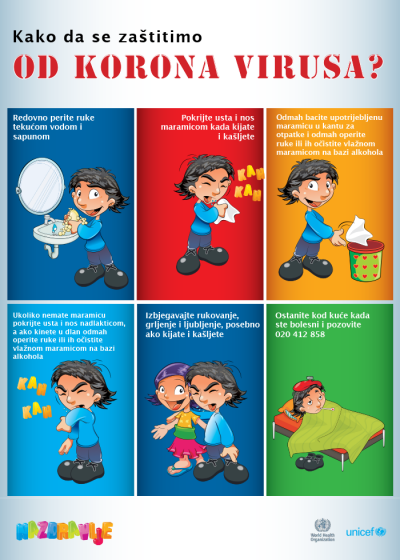 Kako da se zaštitimo
OD KORONA VIRUSA?
Redovno perite ruke
tekućom vodom i
sapunom
Pokrijte usta i nos
maramicom kada kijate
i kašljete
KAH
KAH
Odmah bacite upotrijebljenu
maramicu u kantu za
otpatke i odmah operite
ruke ili ih očistite vlažnom
maramicom na bazi alkohola
Ukoliko nemate maramicu
pokrijte usta i nos nadlakticom,
a ako kinete u dlan odmah
operite ruke ili ih očistite
vlažnom maramicom na bazi
alkohola
KAH
KAH
Izbjegavajte rukovanje,
grljenje i ljubljenje, posebno
ako kijate i kašljete
Ostanite kod kuće kada
ste bolesni i pozovite
020 412 858
NAZDRAVLJE
World Health
Organization
unicef